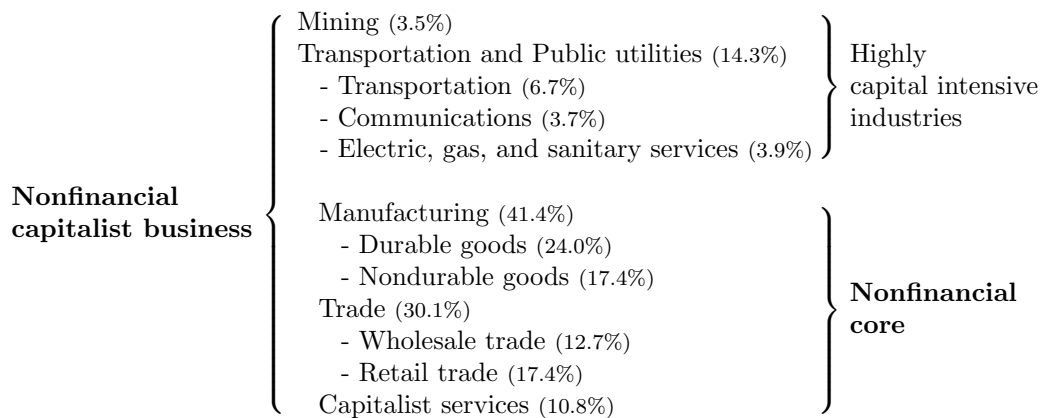 Mining (3.5%)
Transportation and Public utilities (14.3%)
- Transportation (6.7%)
- Communications (3.7%)
- Electric, gas, and sanitary services (3.9%)
Highly
capital intensive
industries
Nonfinancial
capitalist business
Manufacturing (41.4%)
- Durable goods (24.0%)
- Nondurable goods (17.4%)
Trade (30.1%)
- Wholesale trade (12.7%)
- Retail trade (17.4%)
Capitalist services (10.8%)
Nonfinancial
core